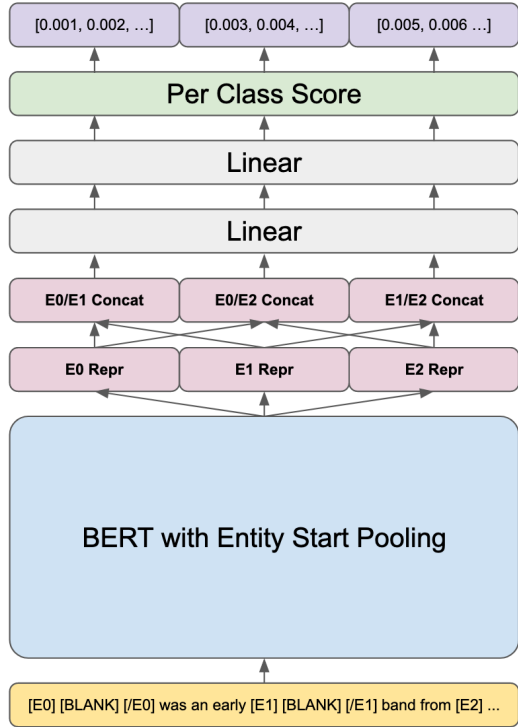 [0.001, 0.002, …] [0.003, 0.004, …] [0.005, 0.006 …]
Per Class Score
Linear
Linear
E0/E1 Concat E0/E2 Concat E1/E2 Concat
E0 Repr E1 Repr E2 Repr
BERT with Entity Start Pooling
[E0] [BLANK] [/E0] was an early [E1] [BLANK] [/E1] band from [E2] ...